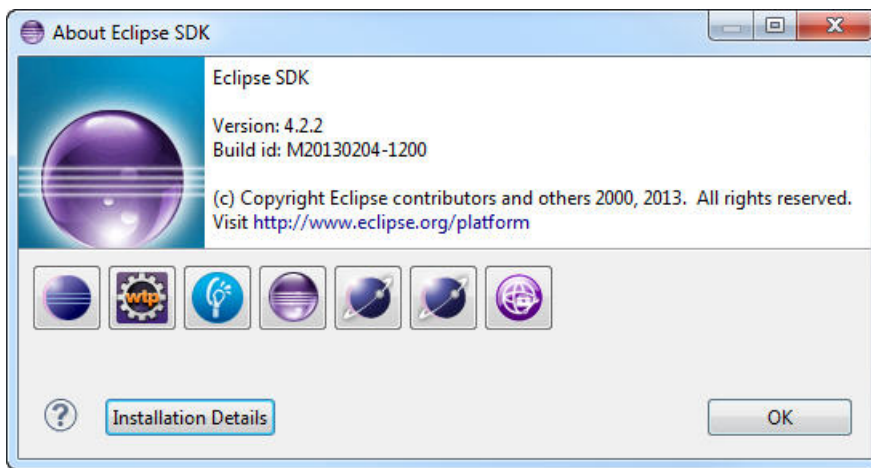 About Eclipse SDK
Eclipse SDK
Version: 4.2.2
Build id: M20130204-1200
(c) Copyright Eclipse contributors and others 2000, 2013.  All rights reserved.
Visit http://www.eclipse.org/platform
wtp
?
Installation Details
OK